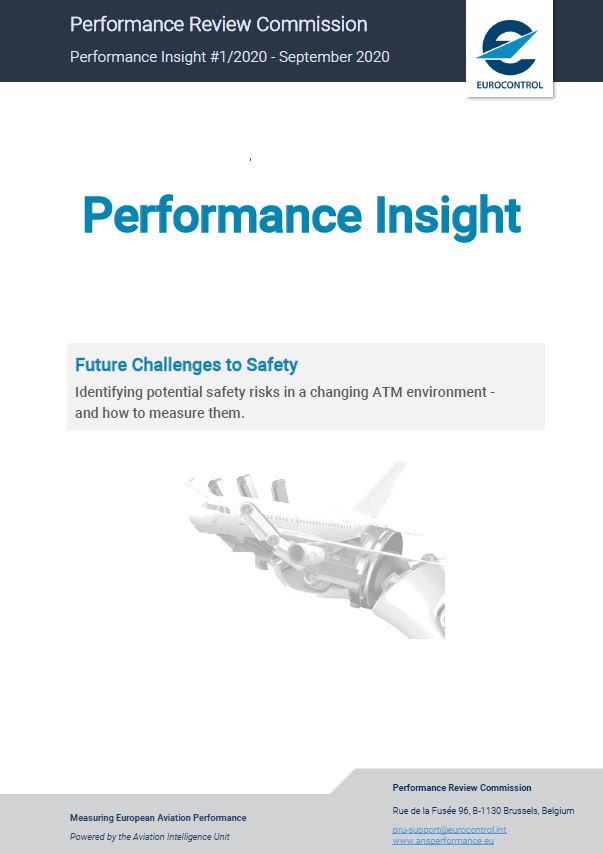 Performance Review Commission
Performance Insight #1/2020 - September 2020
EUROCONTROL
Performance Insight
Future Challenges to Safety
Identifying potential safety risks in a changing ATM environment -
and how to measure them.
Performance Review Commission
Rue de la Fusée 96, B-1130 Brussels, Belgium
pru-support@eurocontrol.int
www.ansperformance.eu
Measuring European Aviation Performance
Powered by the Aviation Intelligence Unit